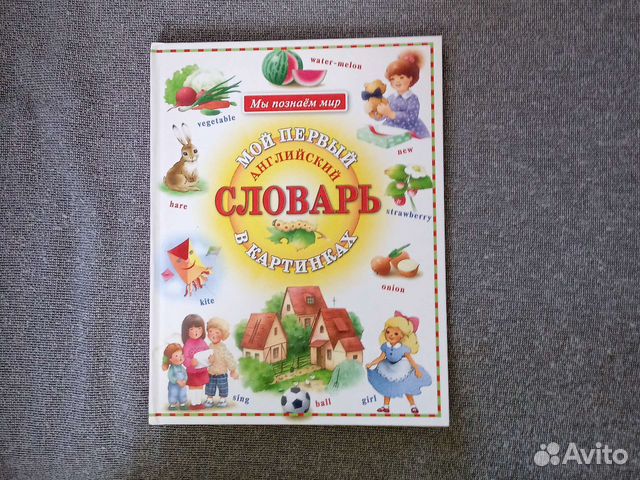 water-melon
Мы познаём мир
vegetable
new
МОЙ ПЕРВЫЙ
АНГЛИЙСКИЙ
СЛОВАРЬ
В КАРТИНКАХ
hare
strawberry
kite
onion
sing
ball
girl
Avito